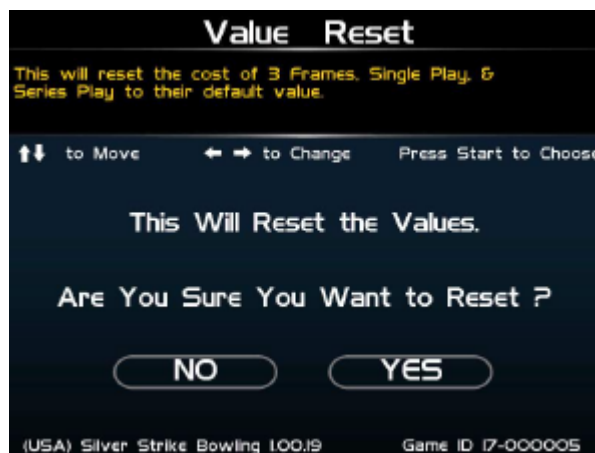 Value Reset
This will reset the cost of 3 Frames, Single Play, &
Series Play to their default value.
to Move to Change Press Start to Choose
This Will Reset the Values.
Are You Sure You Want to Reset ?
NO YES
(USA) Silver Strike Bowling 1.00.19 Game ID 17-000005